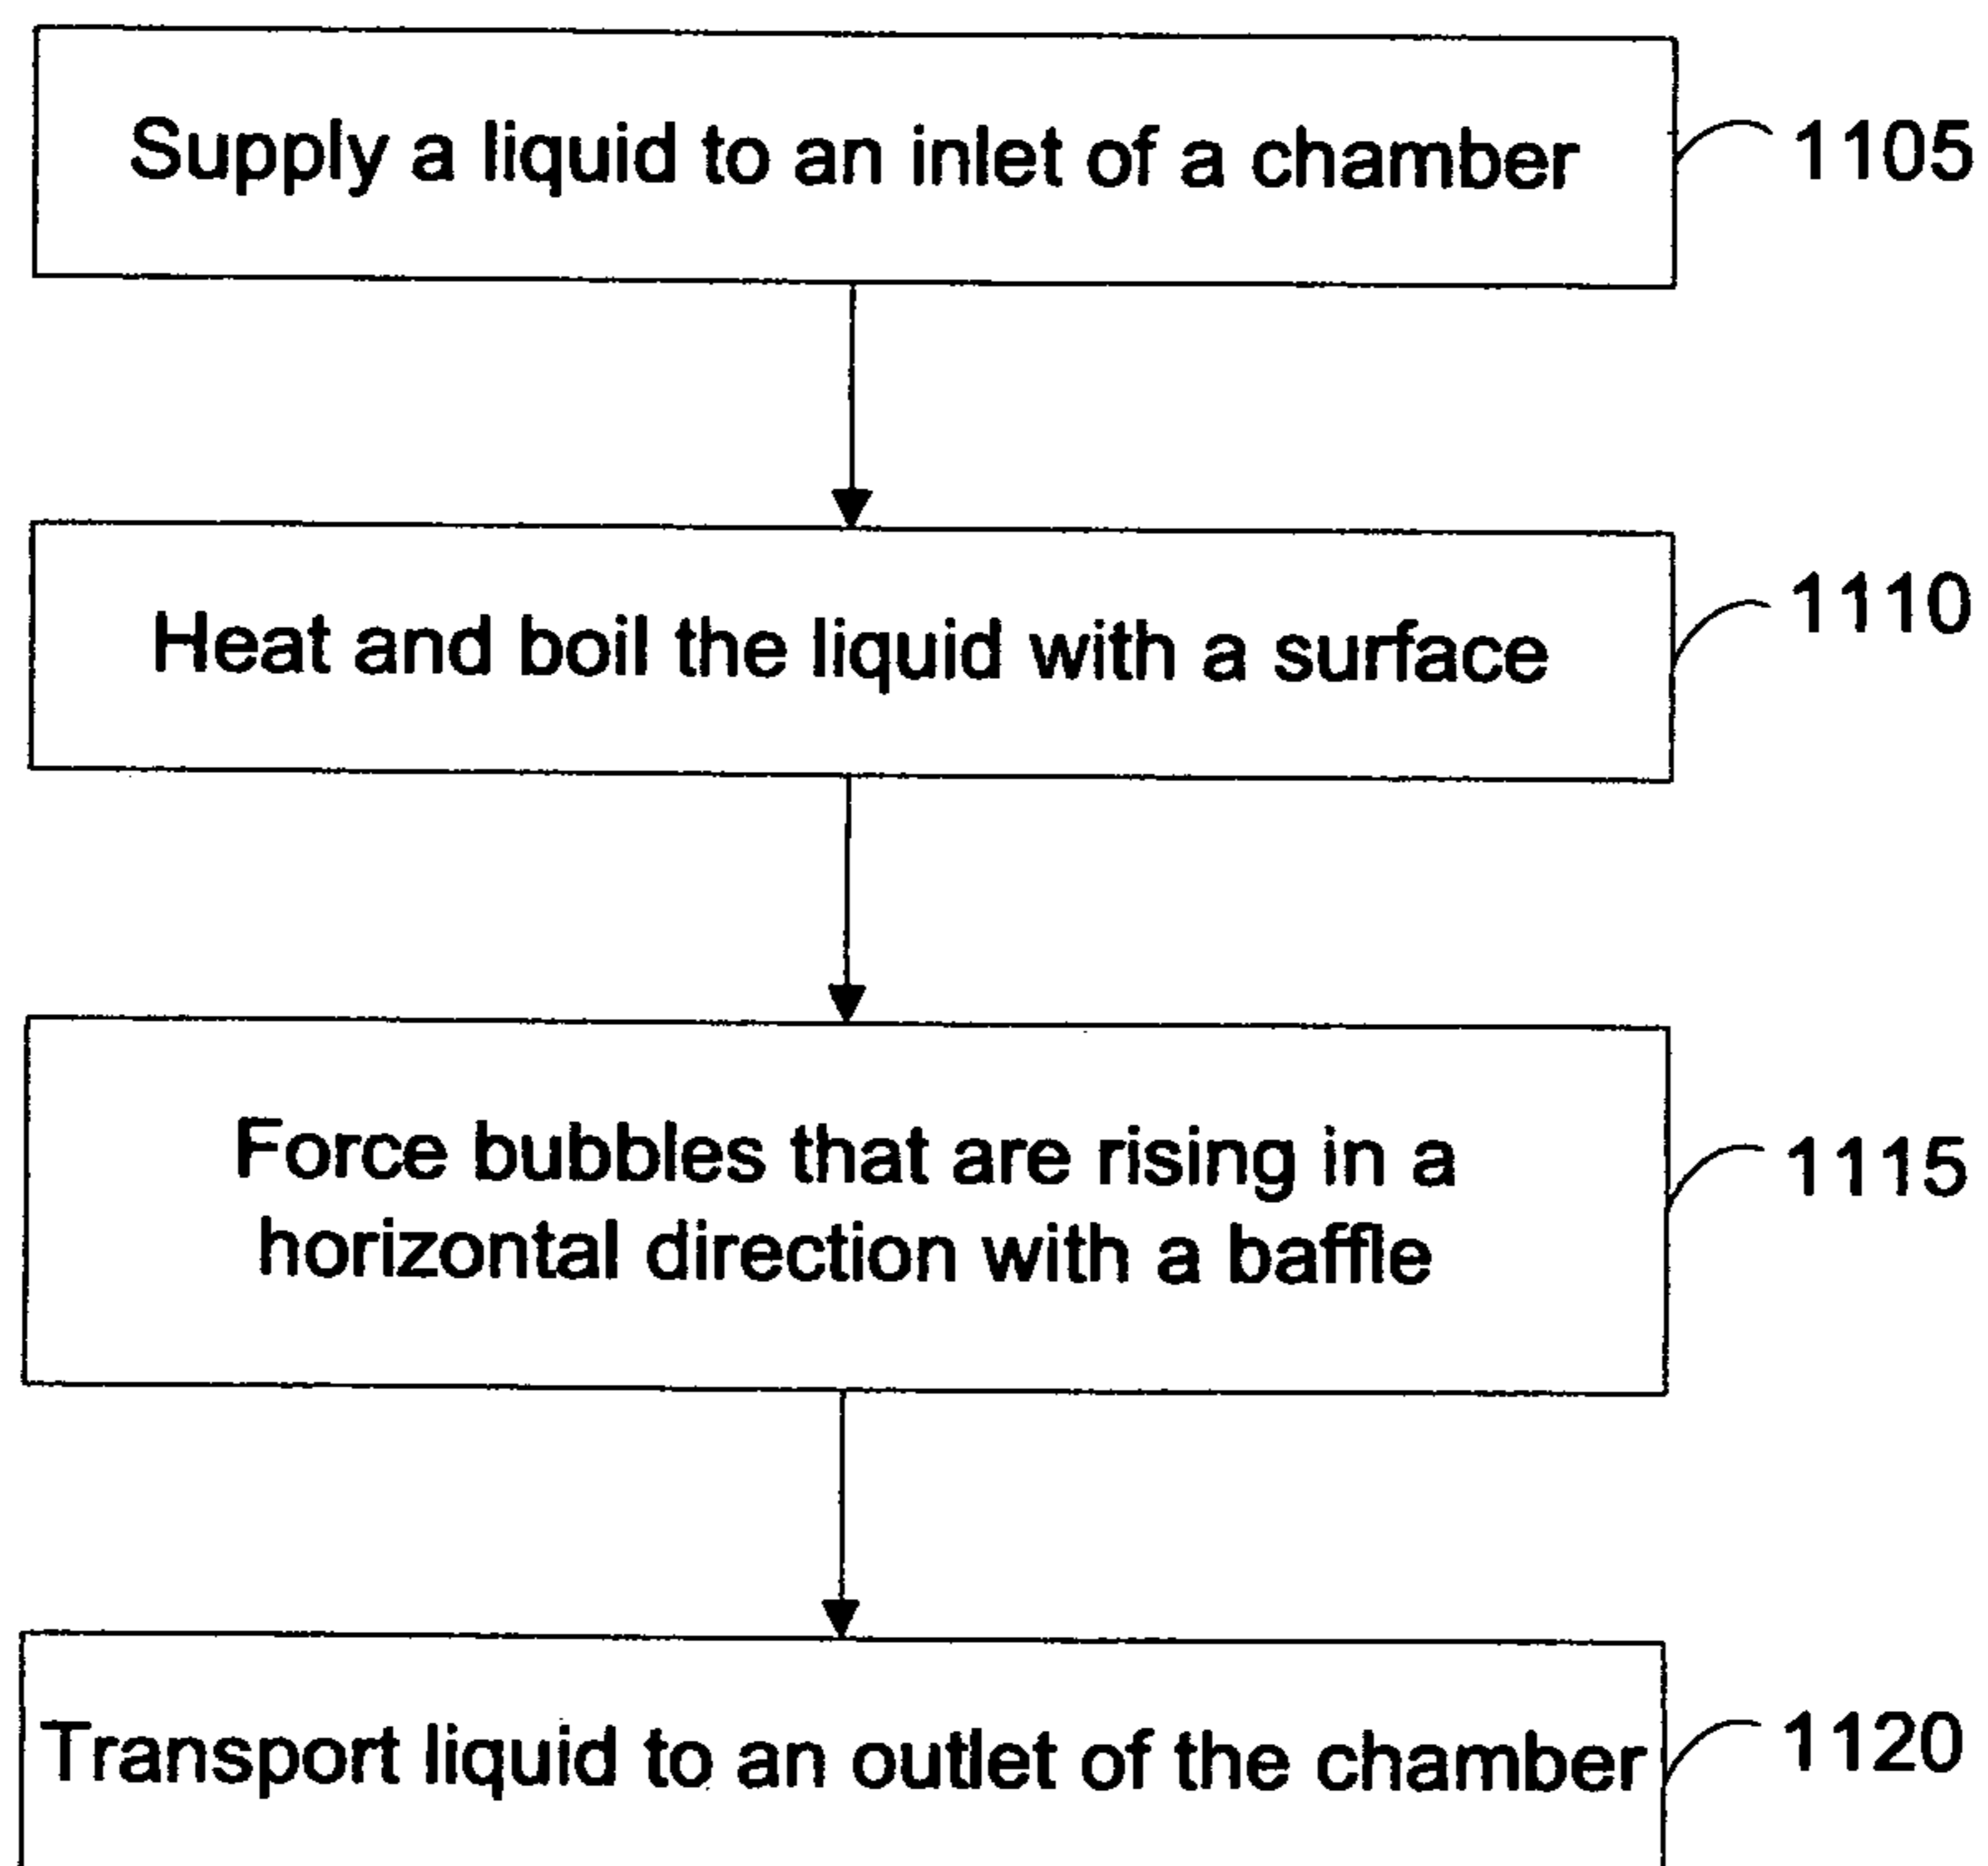 Supply a liquid to an inlet of a chamber
1105
Heat and boil the liquid with a surface
1110
Force bubbles that are rising in a
horizontal direction with a baffle
1115
Transport liquid to an outlet of the chamber
1120